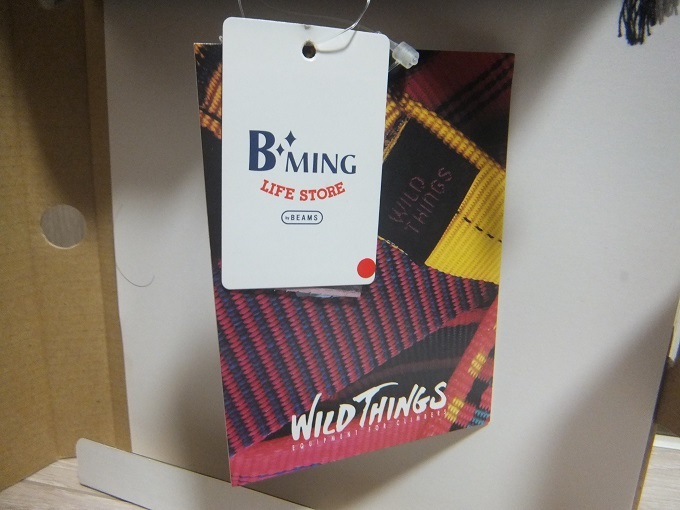 B MING
LIFE STORE
by BEAMS
WILD
THINGS
WILD THINGS
EQUIPMENT FOR CLIMBERS